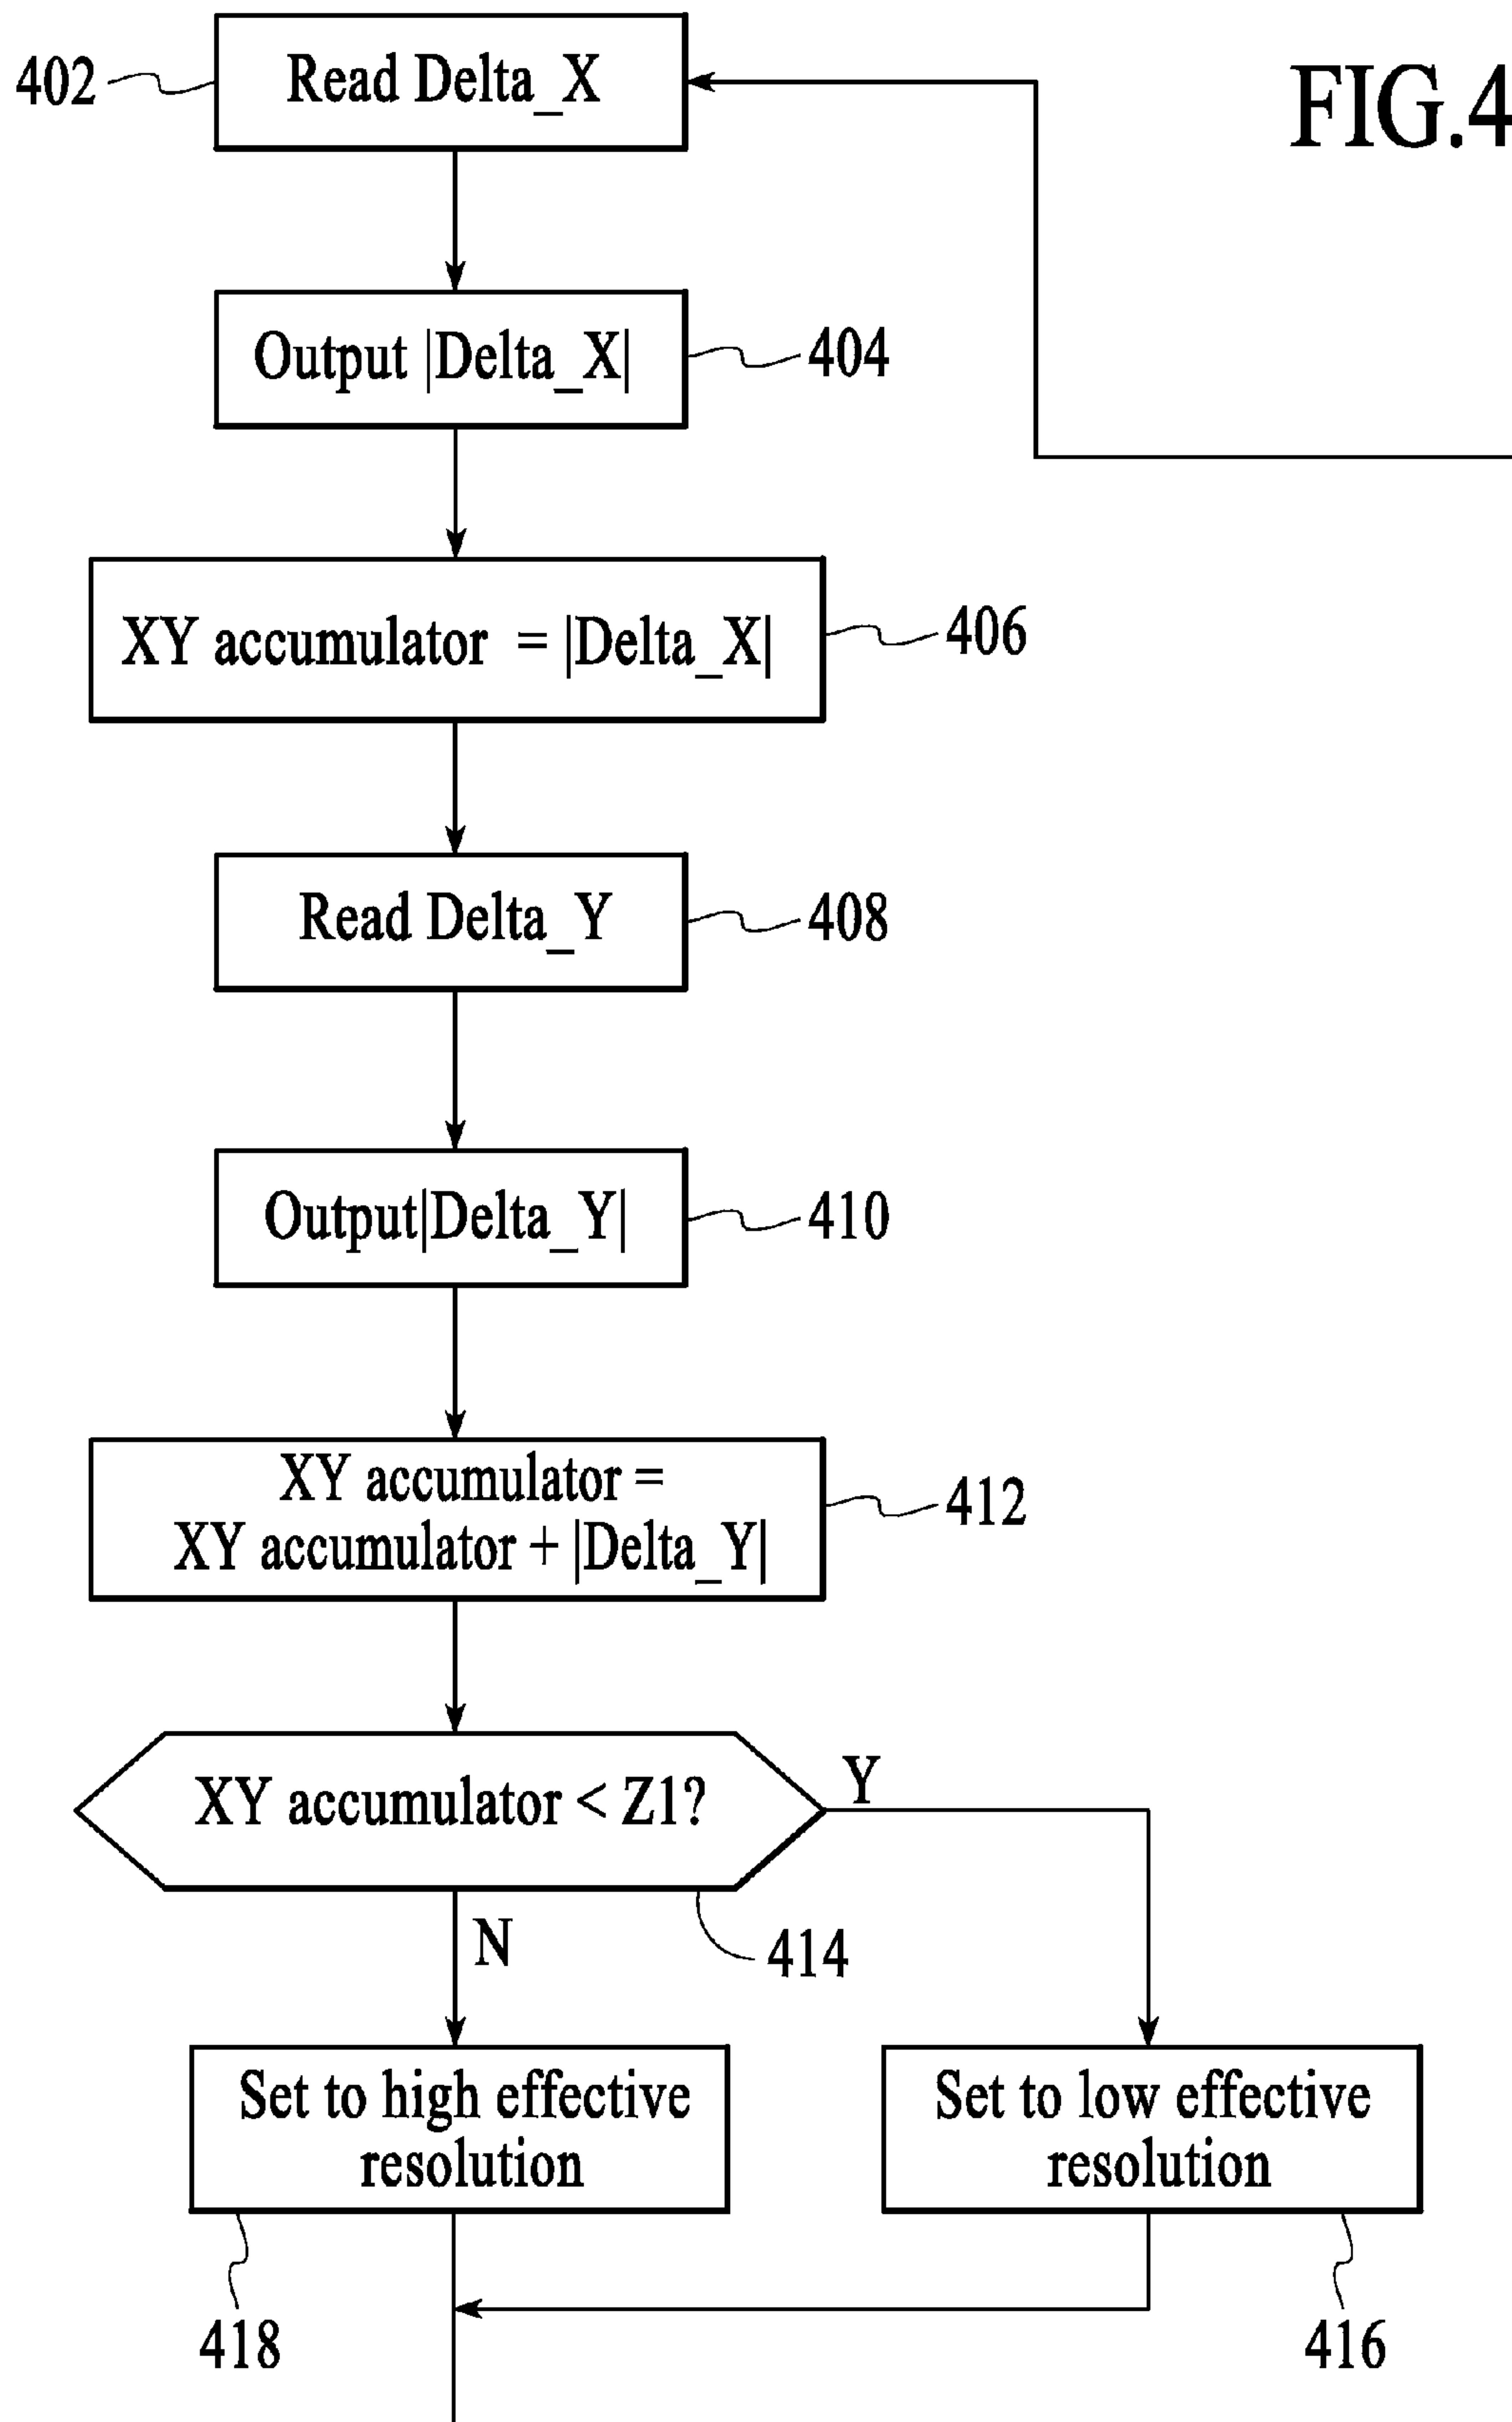 FIG.4
402
Read Delta_X
Output |Delta_X|
404
XY accumulator = |Delta_X|
406
Read Delta_Y
408
Output|Delta_Y|
410
XY accumulator =
XY accumulator + |Delta_Y|
412
XY accumulator < Z1?
Y
N
414
Set to high effective
resolution
Set to low effective
resolution
418
416